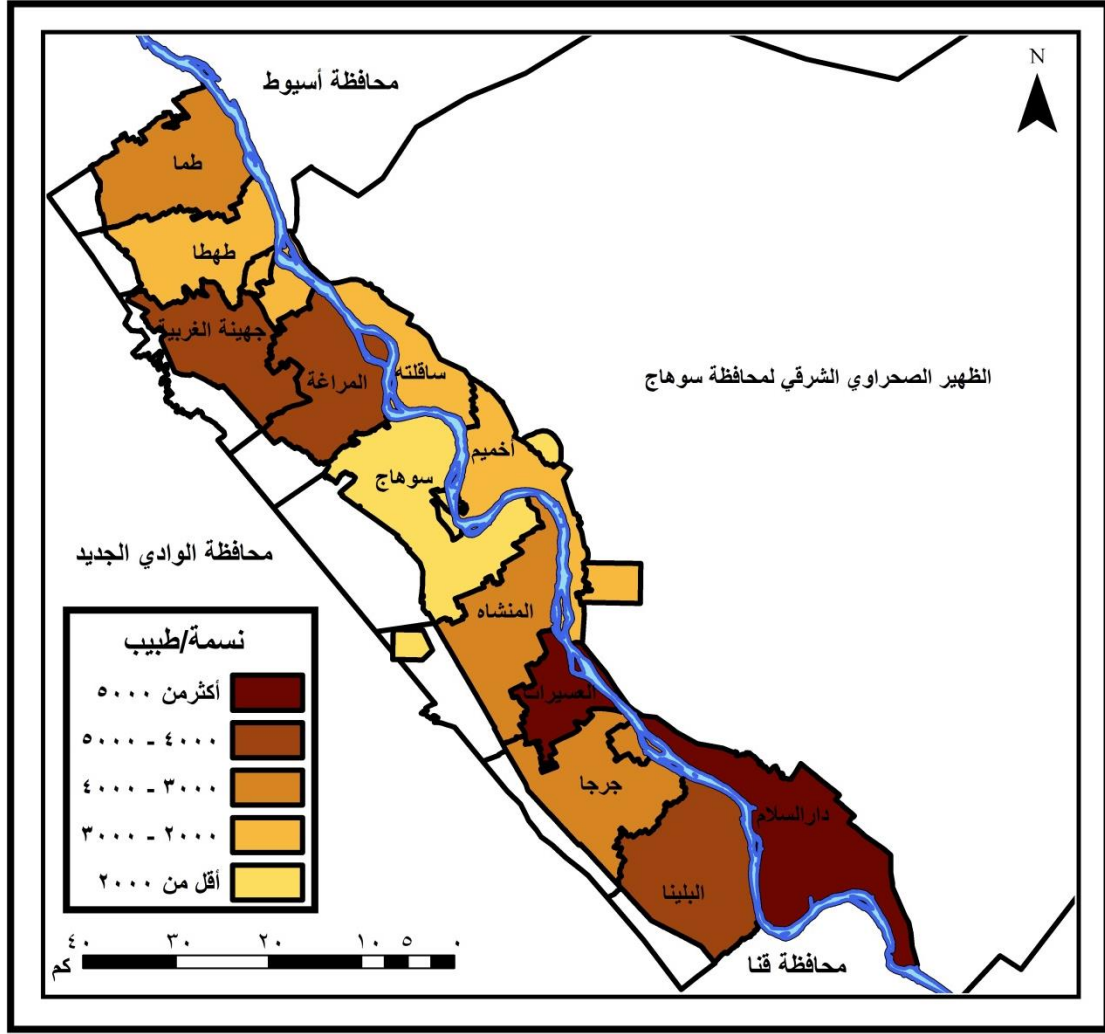 N
محافظة أسيوط
طما
طهطا
جهينة الغربية
المراغة
ساقلته
الظهير الصحراوي الشرقي لمحافظة سوهاج
أخميم
سوهاج
محافظة الوادي الجديد
المنشاه
العسيرات
جرجا
دارالسلام
البلينا
محافظة قنا
نسمة/طبيب
أكثرمن ٥٠٠٠
٤٠٠٠ - ٥٠٠٠
٣٠٠٠ - ٤٠٠٠
٢٠٠٠ - ٣٠٠٠
أقل من ٢٠٠٠
٤٠ ٣٠ ٢٠ ١٠ ٥ ٠
كم